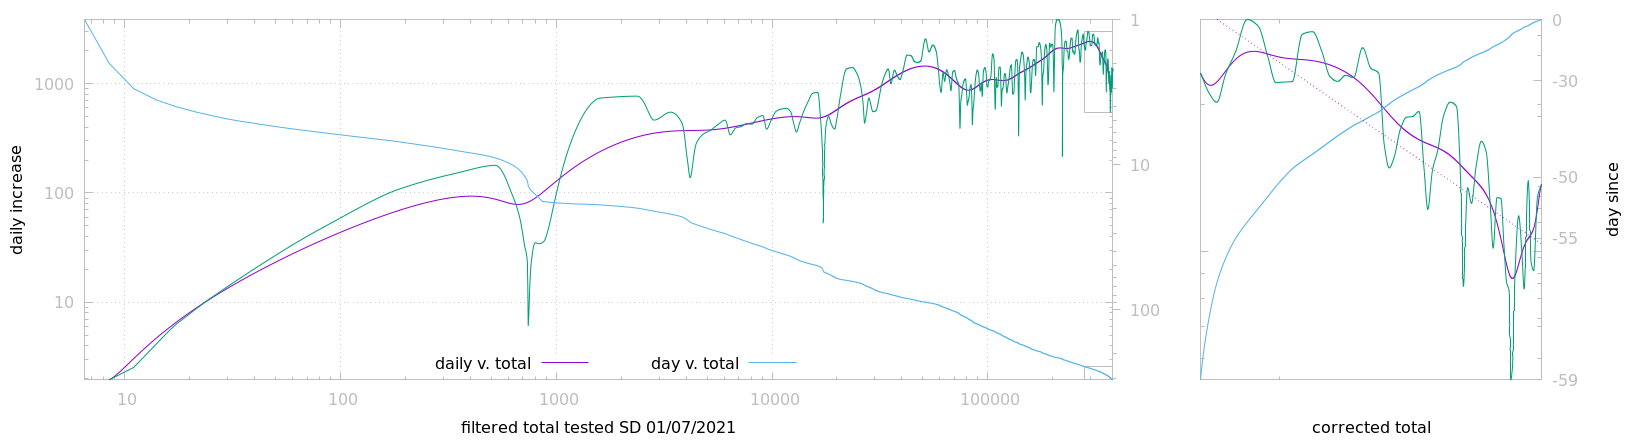 daily increase
1000
100
10
10
100
1000
10000
100000
1
10
100
daily v. total
day v. total
filtered total tested SD 01/07/2021
0
-30
-50
-55
-59
day since
corrected total